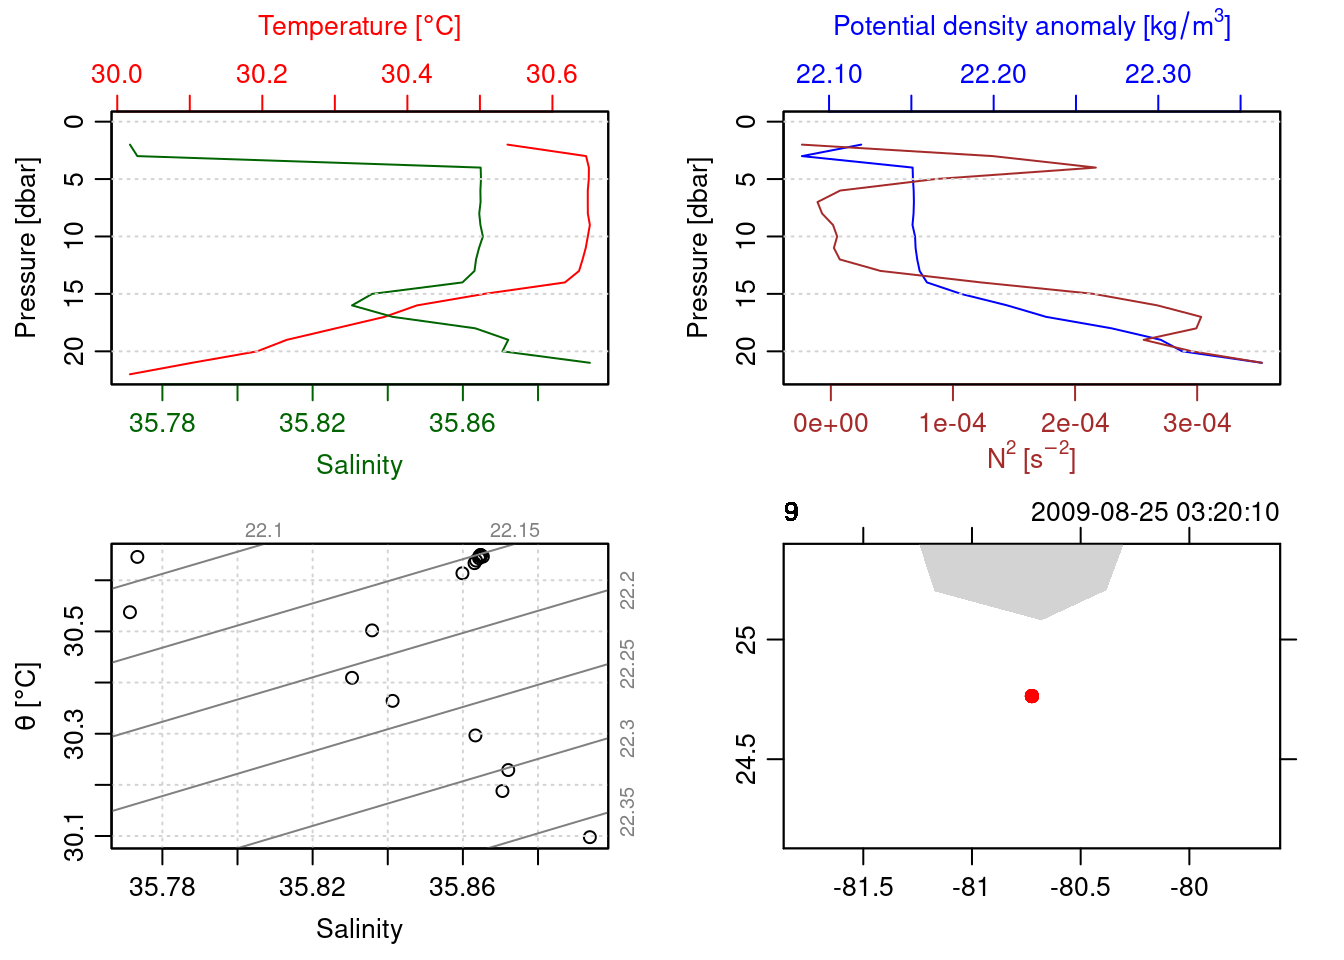 Temperature [°C]
30.0 30.2 30.4 30.6
Pressure [dbar]
0
5
10
15
20
35.78 35.82 35.86
Salinity
Potential density anomaly [kg/m³]
22.10 22.20 22.30
Pressure [dbar]
0
5
10
15
20
0e+00 1e-04 2e-04 3e-04
N² [s⁻²]
22.1 22.15
22.2
22.25
22.3
22.35
θ [°C]
30.5
30.3
30.1
35.78 35.82 35.86
Salinity
2009-08-25 03:20:10
25
24.5
-81.5 -81 -80.5 -80